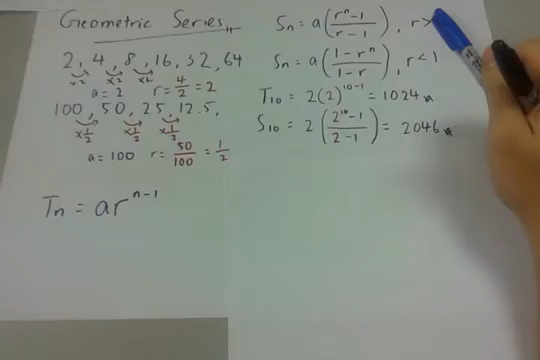 Geometric Series
2, 4, 8, 16, 32, 64
x2 x2 x2
a = 2 r = 4/2 = 2
100, 50, 25, 12.5,
x1/2 x1/2 x1/2
a = 100 r = 50/100 = 1/2
Tn = ar^(n-1)
Sn = a((r^n - 1)/(r - 1)), r >
Sn = a((1 - r^n)/(1 - r)), r < 1
T10 = 2(2)^(10-1) = 1024
S10 = 2((2^10 - 1)/(2 - 1)) = 2046